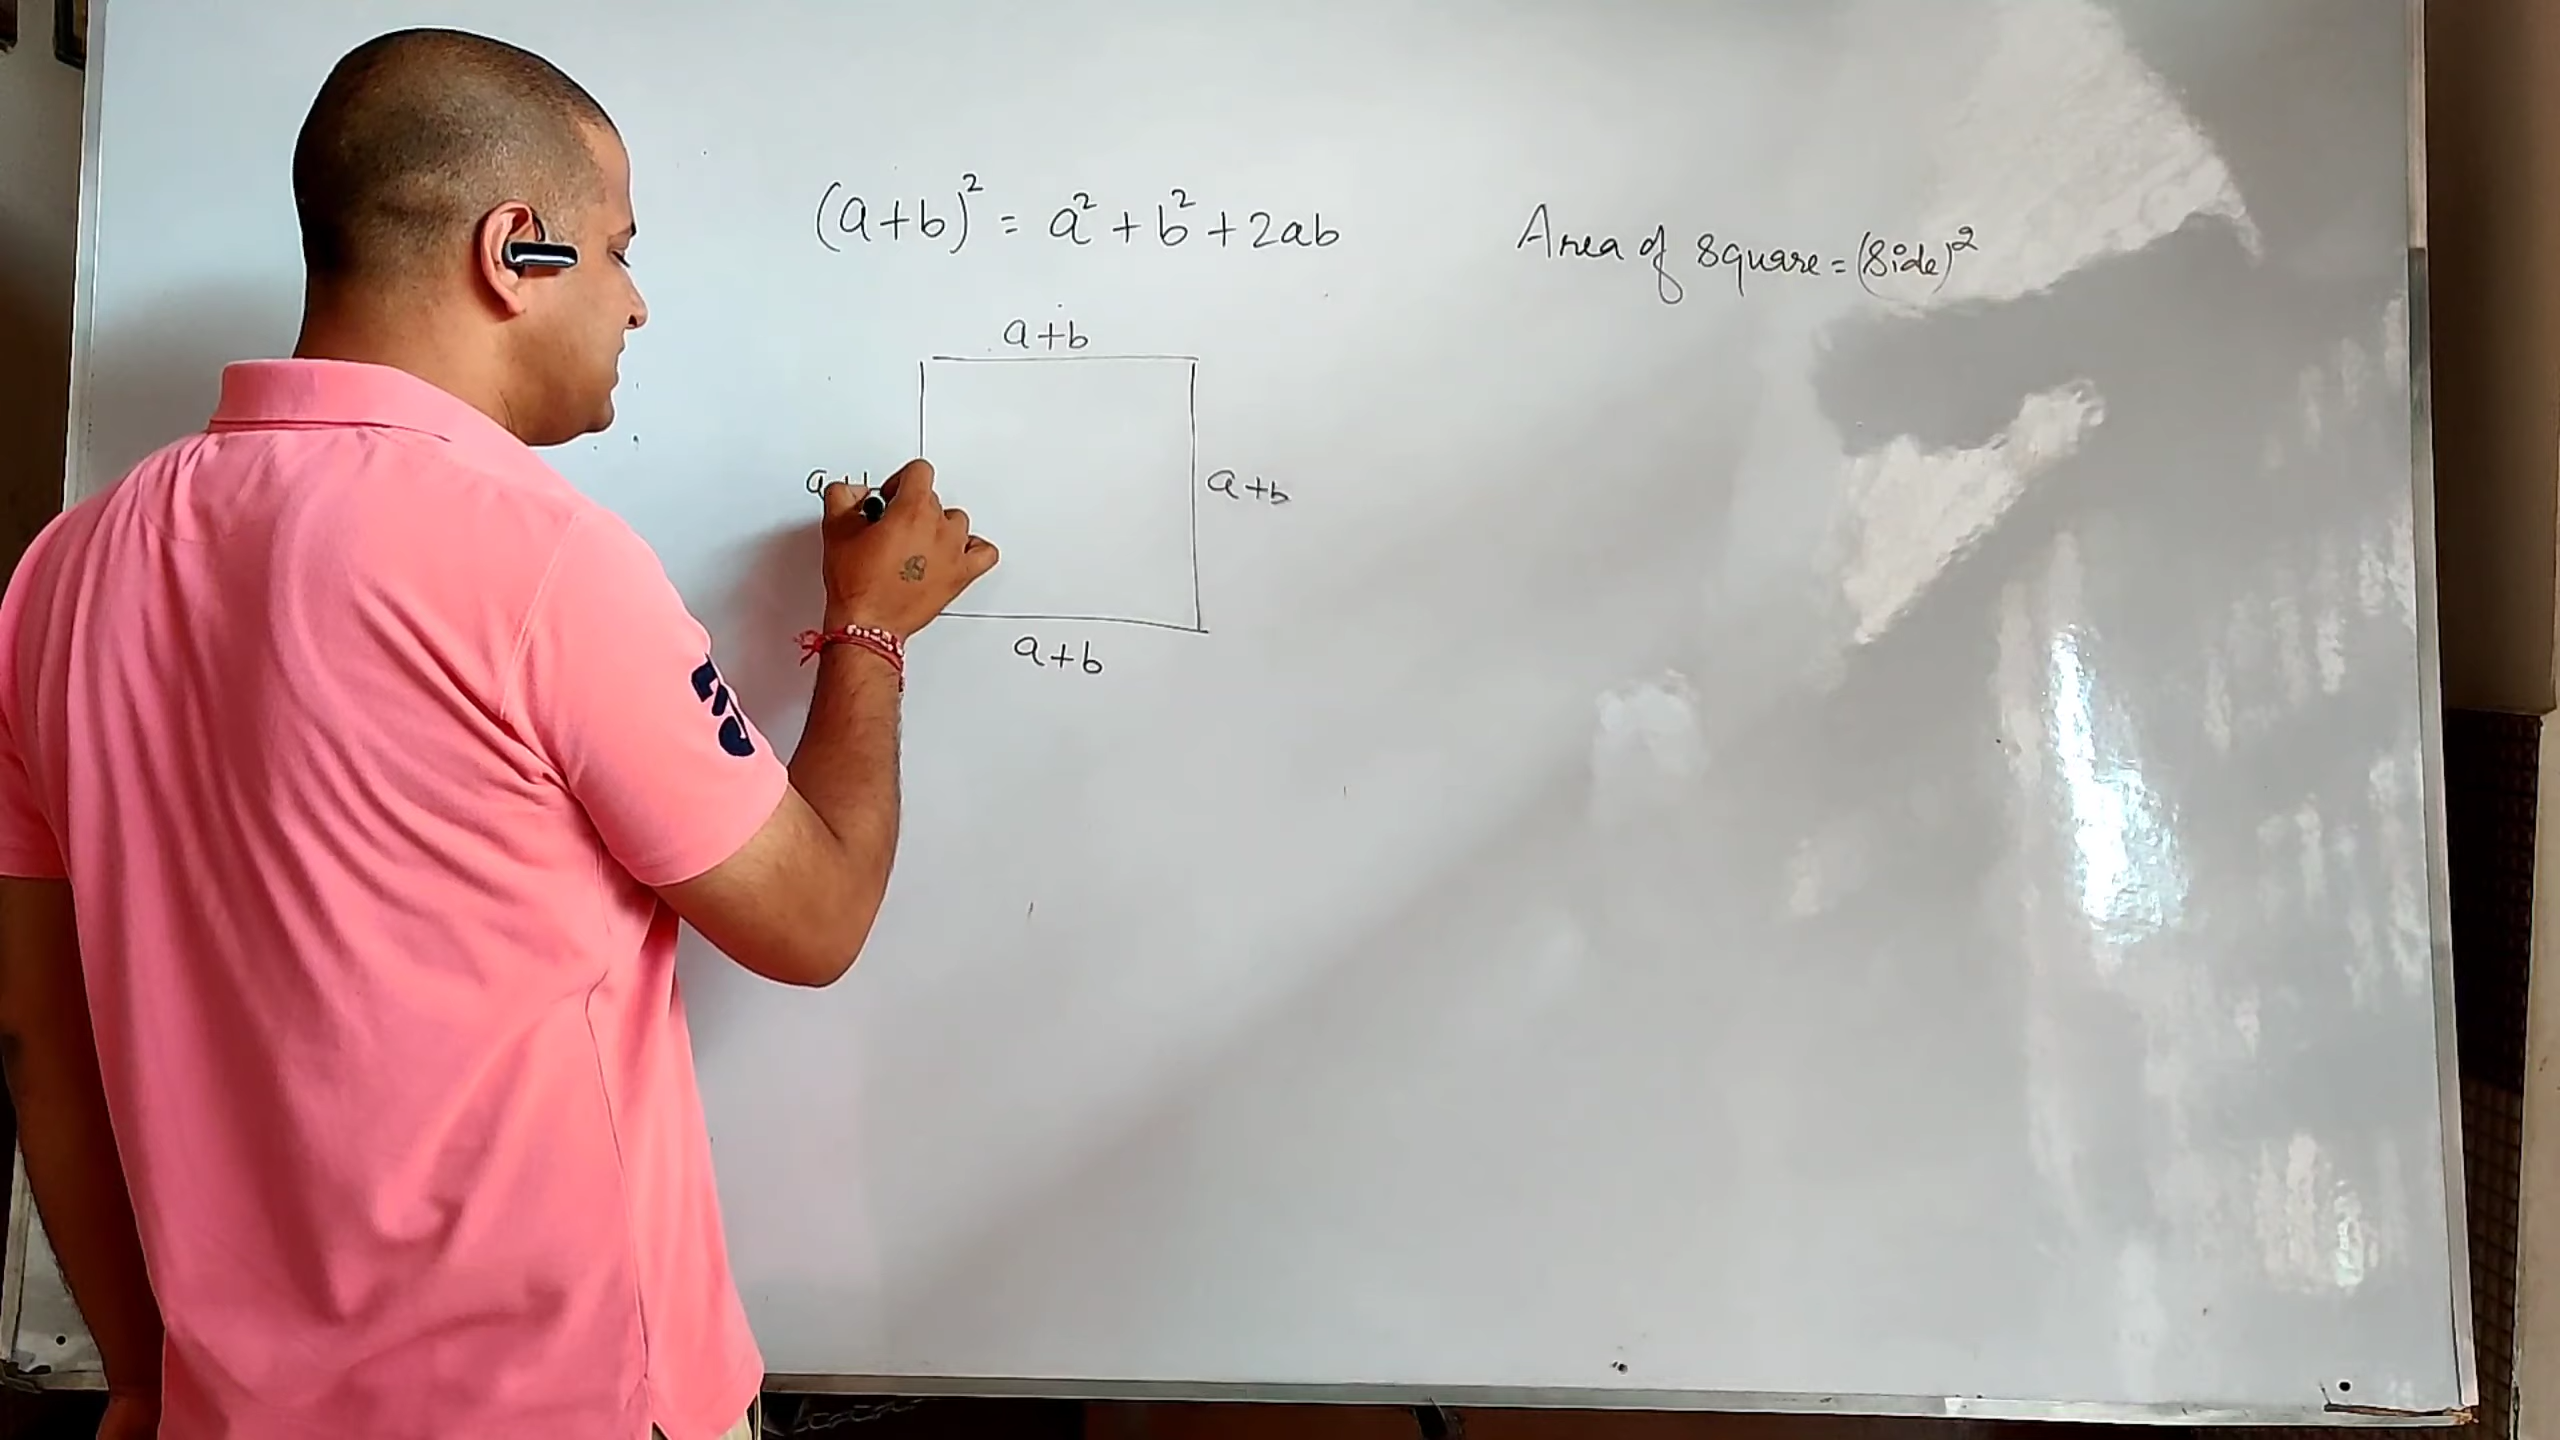 (a+b)² = a² + b² + 2ab
Area of square = (Side)²
a+b
a+b
a+b